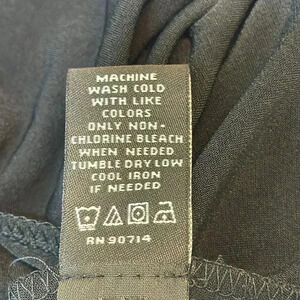 MACHINE
WASH COLD
WITH LIKE
COLORS
ONLY NON-
CHLORINE BLEACH
WHEN NEEDED
TUMBLE DRY LOW
COOL IRON
IF NEEDED
RN 90714